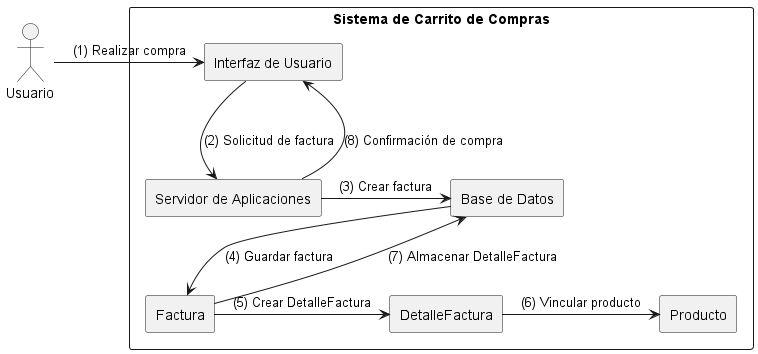 Sistema de Carrito de Compras
(1) Realizar compra
Usuario
Interfaz de Usuario
(2) Solicitud de factura
(8) Confirmación de compra
Servidor de Aplicaciones
(3) Crear factura
Base de Datos
(4) Guardar factura
(7) Almacenar DetalleFactura
Factura
(5) Crear DetalleFactura
DetalleFactura
(6) Vincular producto
Producto